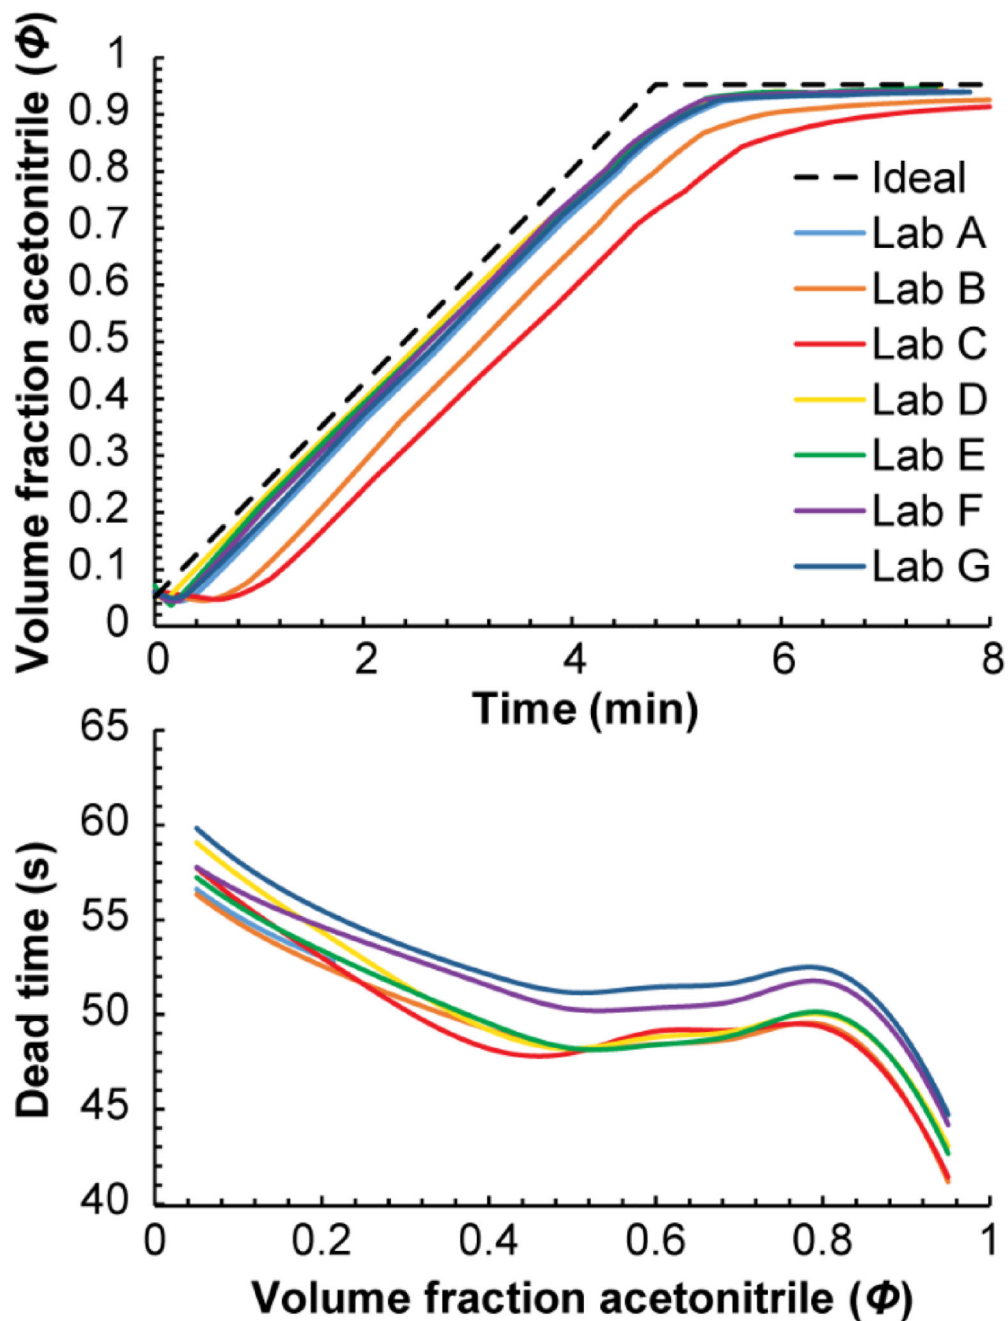 Volume fraction acetonitrile (Φ)
1
0.9
0.8
0.7
0.6
0.5
0.4
0.3
0.2
0.1
0
Ideal
Lab A
Lab B
Lab C
Lab D
Lab E
Lab F
Lab G
0 2 4 6 8
Time (min)
Dead time (s)
65
60
55
50
45
40
0 0.2 0.4 0.6 0.8 1
Volume fraction acetonitrile (Φ)